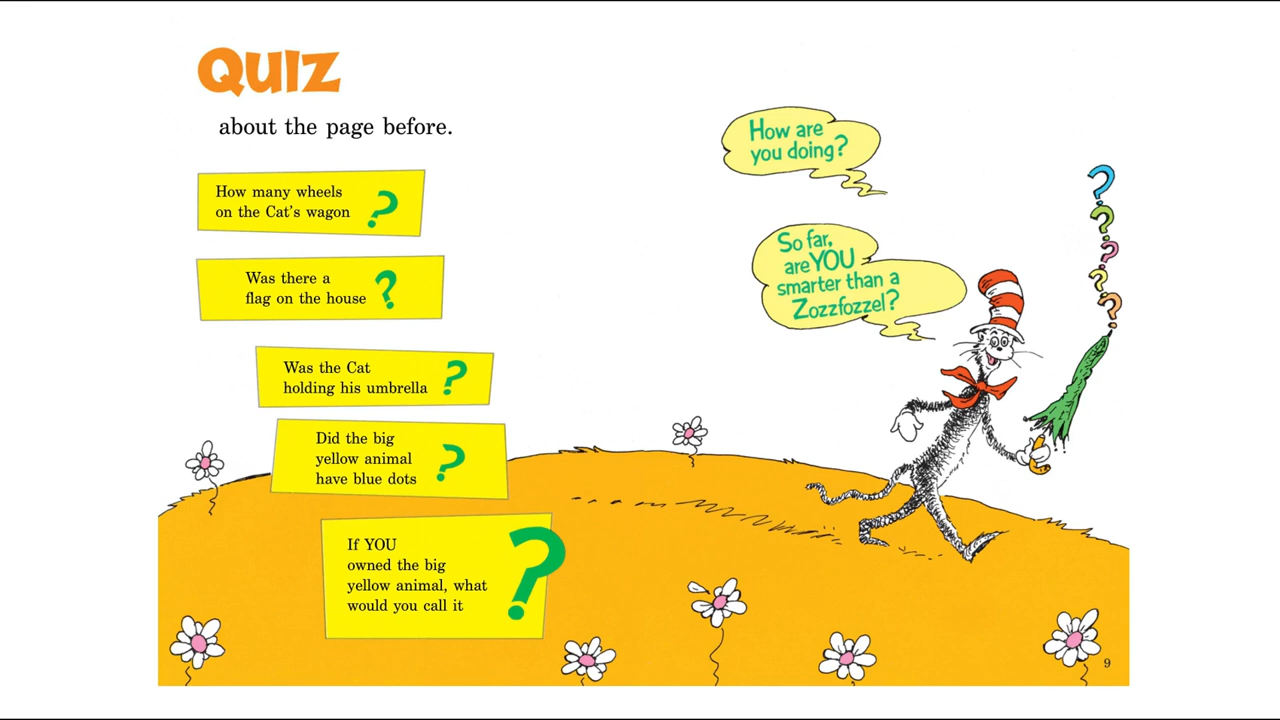 QUIZ
about the page before.
How many wheels
on the Cat's wagon ?
Was there a
flag on the house ?
Was the Cat
holding his umbrella ?
Did the big
yellow animal
have blue dots ?
If YOU
owned the big
yellow animal, what
would you call it ?
How are
you doing?
So far,
are YOU
smarter than a
Zozzfozzel?
?
?
?
?
?
9